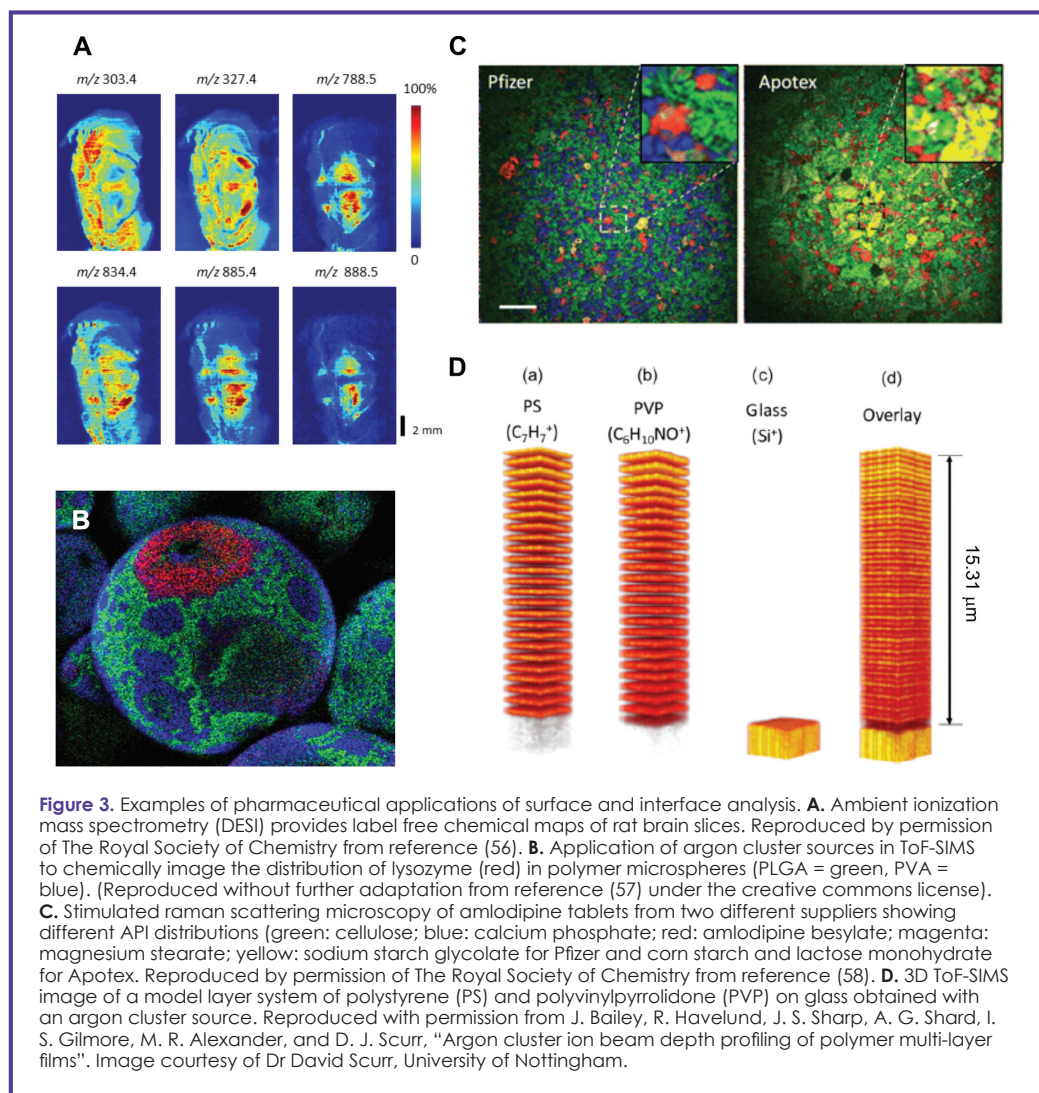 A
m/z 303.4
m/z 327.4
m/z 788.5
100%
0
m/z 834.4
m/z 885.4
m/z 888.5
2 mm
B
C
Pfizer
Apotex
D
(a)
(b)
(c)
(d)
PS
(C₇H₇⁺)
PVP
(C₆H₁₀NO⁺)
Glass
(Si⁺)
Overlay
15.31 µm
Figure 3. Examples of pharmaceutical applications of surface and interface analysis. A. Ambient ionization
mass spectrometry (DESI) provides label free chemical maps of rat brain slices. Reproduced by permission
of The Royal Society of Chemistry from reference (56). B. Application of argon cluster sources in ToF-SIMS
to chemically image the distribution of lysozyme (red) in polymer microspheres (PLGA = green, PVA =
blue). (Reproduced without further adaptation from reference (57) under the creative commons license).
C. Stimulated raman scattering microscopy of amlodipine tablets from two different suppliers showing
different API distributions (green: cellulose; blue: calcium phosphate; red: amlodipine besylate; magenta:
magnesium stearate; yellow: sodium starch glycolate for Pfizer and corn starch and lactose monohydrate
for Apotex. Reproduced by permission of The Royal Society of Chemistry from reference (58). D. 3D ToF-SIMS
image of a model layer system of polystyrene (PS) and polyvinylpyrrolidone (PVP) on glass obtained with
an argon cluster source. Reproduced with permission from J. Bailey, R. Havelund, J. S. Sharp, A. G. Shard, I.
S. Gilmore, M. R. Alexander, and D. J. Scurr, "Argon cluster ion beam depth profiling of polymer multi-layer
films". Image courtesy of Dr David Scurr, University of Nottingham.